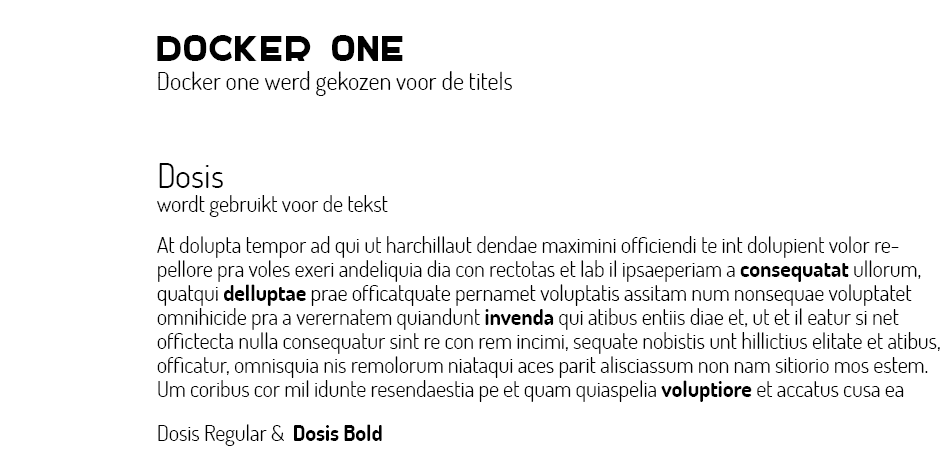 DOCKER ONE
Docker one werd gekozen voor de titels
Dosis
wordt gebruikt voor de tekst
At dolupta tempor ad qui ut harchillaut dendae maximini officiendi te int dolupient volor re-
pellore pra voles exeri andeliquia dia con rectotas et lab il ipsaeperiam a consequatat ullorum,
quatqui delluptae prae officatquate pernamet voluptatis assitam num nonsequae voluptatet
omnihicide pra a verernatem quiandunt invenda qui atibus entiis diae et, ut et il eatur si net
offictecta nulla consequatur sint re con rem incimi, sequate nobistis unt hillictius elitate et atibus,
officatur, omnisquia nis remolorum niataqui aces parit alisciassum non nam sitiorio mos estem.
Um coribus cor mil idunte resendaestia pe et quam quiaspelia voluptiore et accatus cusa ea
Dosis Regular & Dosis Bold